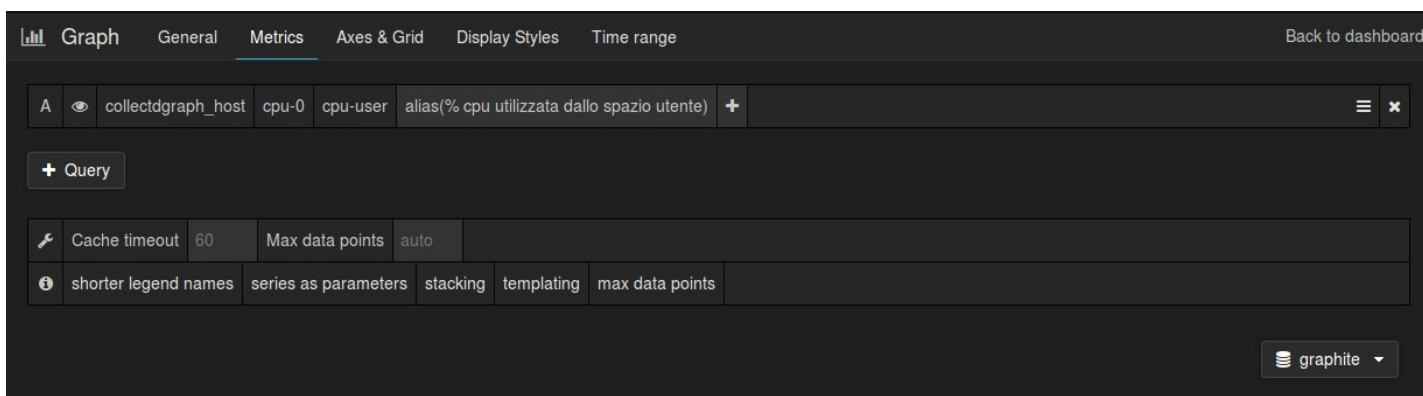 Graph General Metrics Axes & Grid Display Styles Time range Back to dashboard
A collectdgraph_host cpu-0 cpu-user alias(% cpu utilizzata dallo spazio utente)
Query
Cache timeout 60 Max data points auto
shorter legend names series as parameters stacking templating max data points
graphite